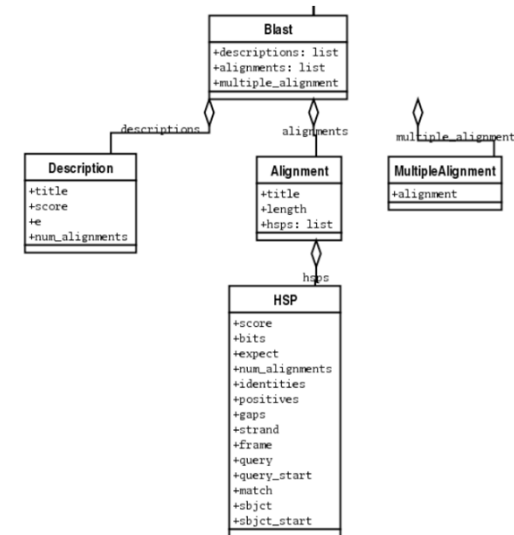 Blast
+descriptions: list
+alignments: list
+multiple_alignment
descriptions
alignments
multiple_alignment
Description
+title
+score
+e
+num_alignments
Alignment
+title
+length
+hsps: list
MultipleAlignment
+alignment
hsps
HSP
+score
+bits
+expect
+num_alignments
+identities
+positives
+gaps
+strand
+frame
+query
+query_start
+match
+sbjct
+sbjct_start